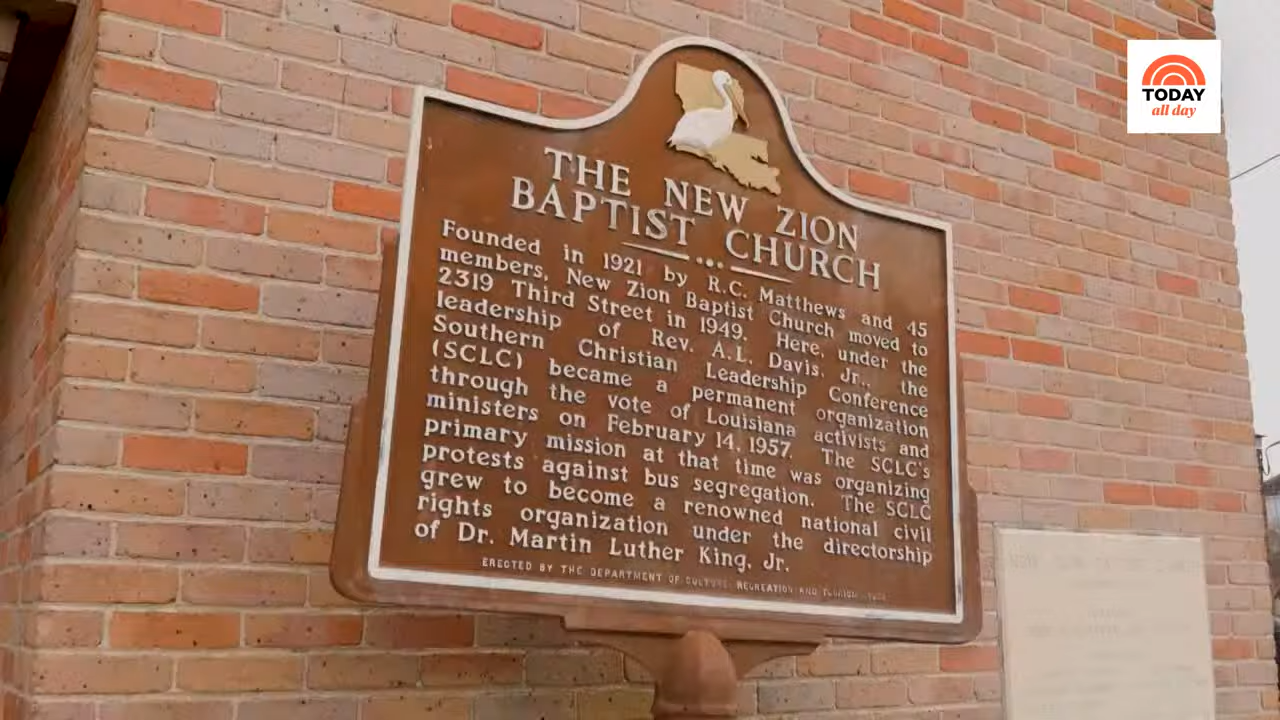 TODAY
all day
THE NEW ZION
BAPTIST CHURCH
Founded in 1921 by R.C. Matthews and 45
members, New Zion Baptist Church moved to
2319 Third Street in 1949. Here, under the
leadership of Rev. A.L. Davis, Jr., the
Southern Christian Leadership Conference
(SCLC) became a permanent organization
through the vote of Louisiana activists and
ministers on February 14, 1957. The SCLC's
primary mission at that time was organizing
protests against bus segregation. The SCLC
grew to become a renowned national civil
rights organization under the directorship
of Dr. Martin Luther King, Jr.
ERECTED BY THE DEPARTMENT OF CULTURE, RECREATION AND TOURISM